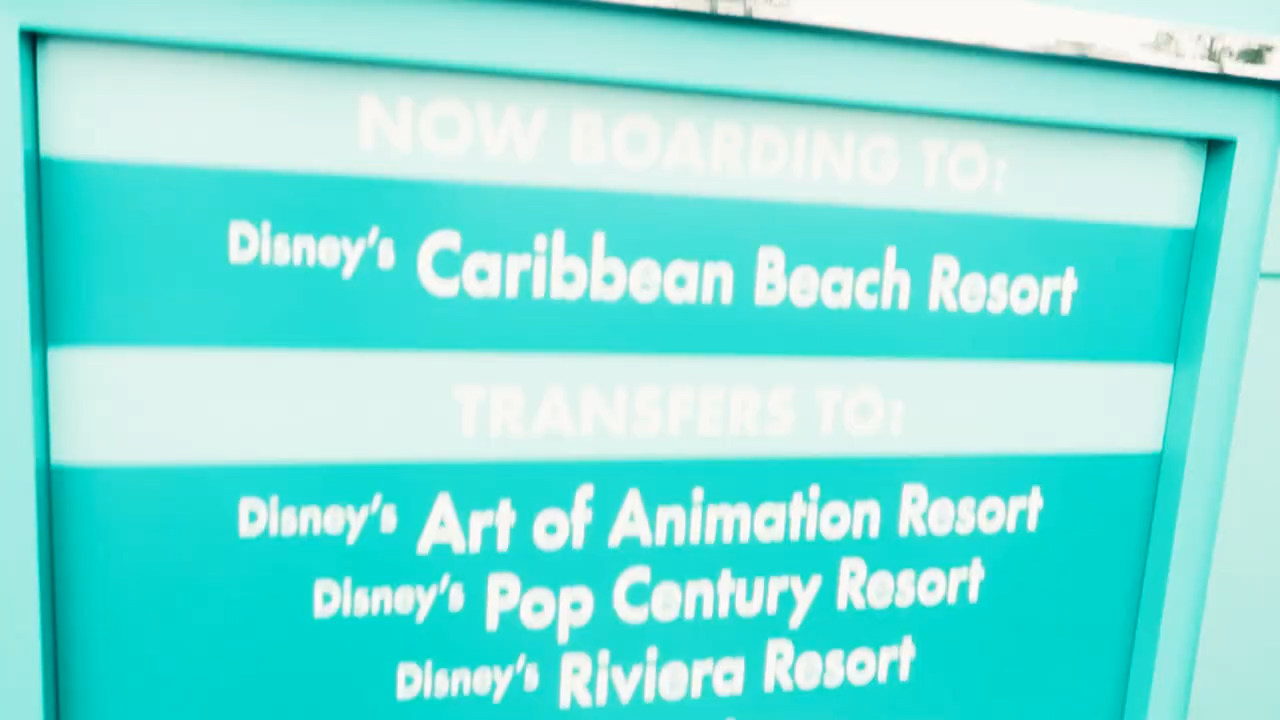 NOW BOARDING TO:
Disney's Caribbean Beach Resort
TRANSFERS TO:
Disney's Art of Animation Resort
Disney's Pop Century Resort
Disney's Riviera Resort